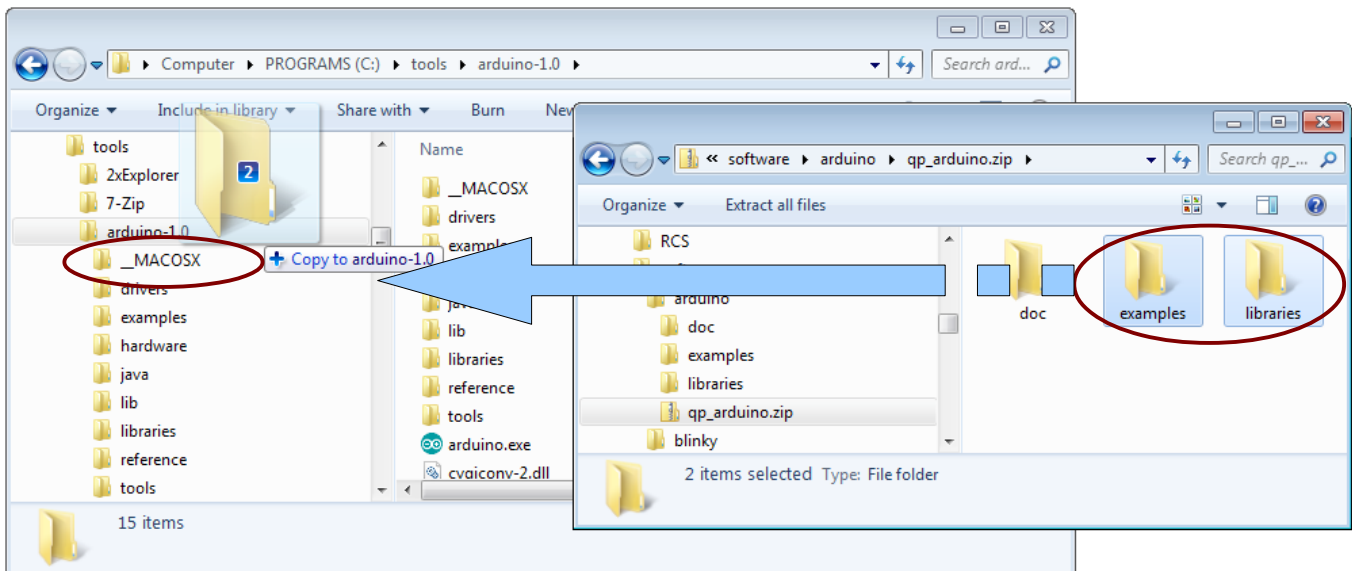 Computer PROGRAMS (C:) tools arduino-1.0
Search ard...
Organize Include in library Share with Burn New
tools
2xExplorer
7-Zip
arduino-1.0
__MACOSX
drivers
examples
hardware
java
lib
libraries
reference
tools
2
Copy to arduino-1.0
Name
__MACOSX
drivers
lib
libraries
reference
tools
arduino.exe
cygiconv-2.dll
15 items
« software arduino qp_arduino.zip
Search qp_...
Organize Extract all files
RCS
arduino
doc
examples
libraries
qp_arduino.zip
blinky
doc
examples
libraries
2 items selected Type: File folder